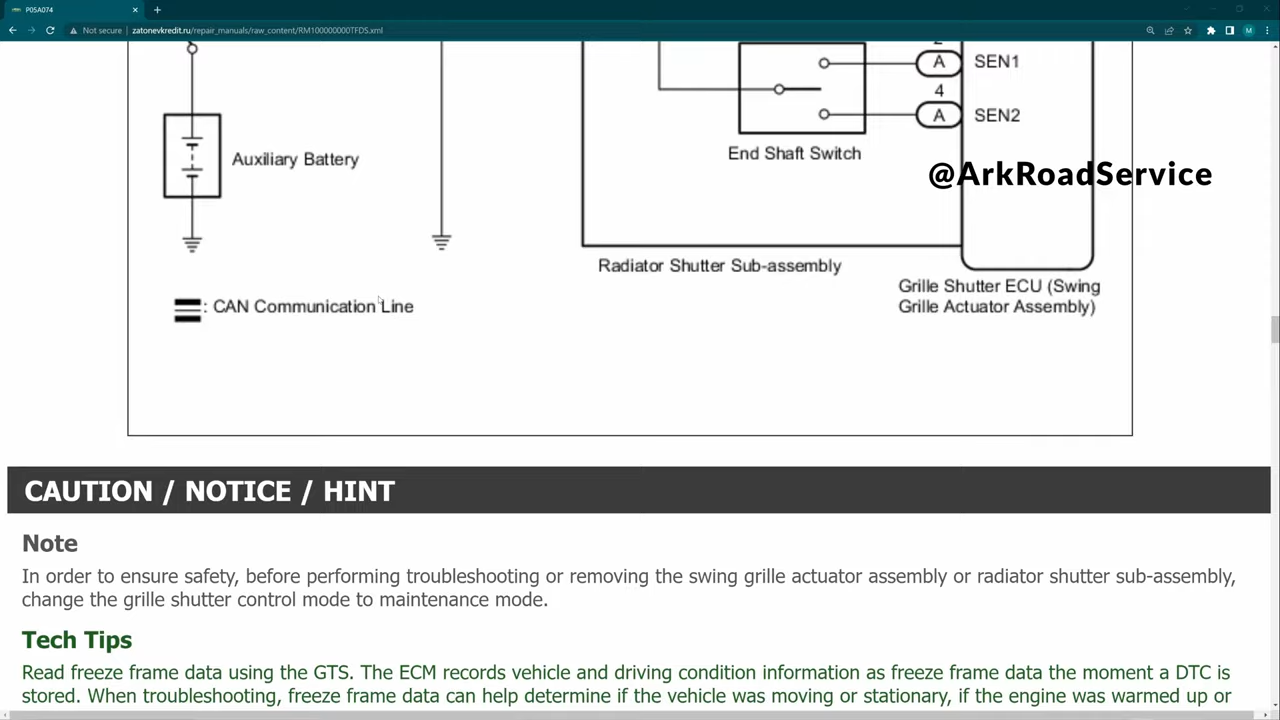 P05A074
Not secure
zatonevkredit.ru/repair_manuals/raw_content/RM100000000TFDS.xml
M
2
A
SEN1
4
A
SEN2
End Shaft Switch
Auxiliary Battery
@ArkRoadService
Radiator Shutter Sub-assembly
Grille Shutter ECU (Swing
Grille Actuator Assembly)
: CAN Communication Line
CAUTION / NOTICE / HINT
Note
In order to ensure safety, before performing troubleshooting or removing the swing grille actuator assembly or radiator shutter sub-assembly,
change the grille shutter control mode to maintenance mode.
Tech Tips
Read freeze frame data using the GTS. The ECM records vehicle and driving condition information as freeze frame data the moment a DTC is
stored. When troubleshooting, freeze frame data can help determine if the vehicle was moving or stationary, if the engine was warmed up or